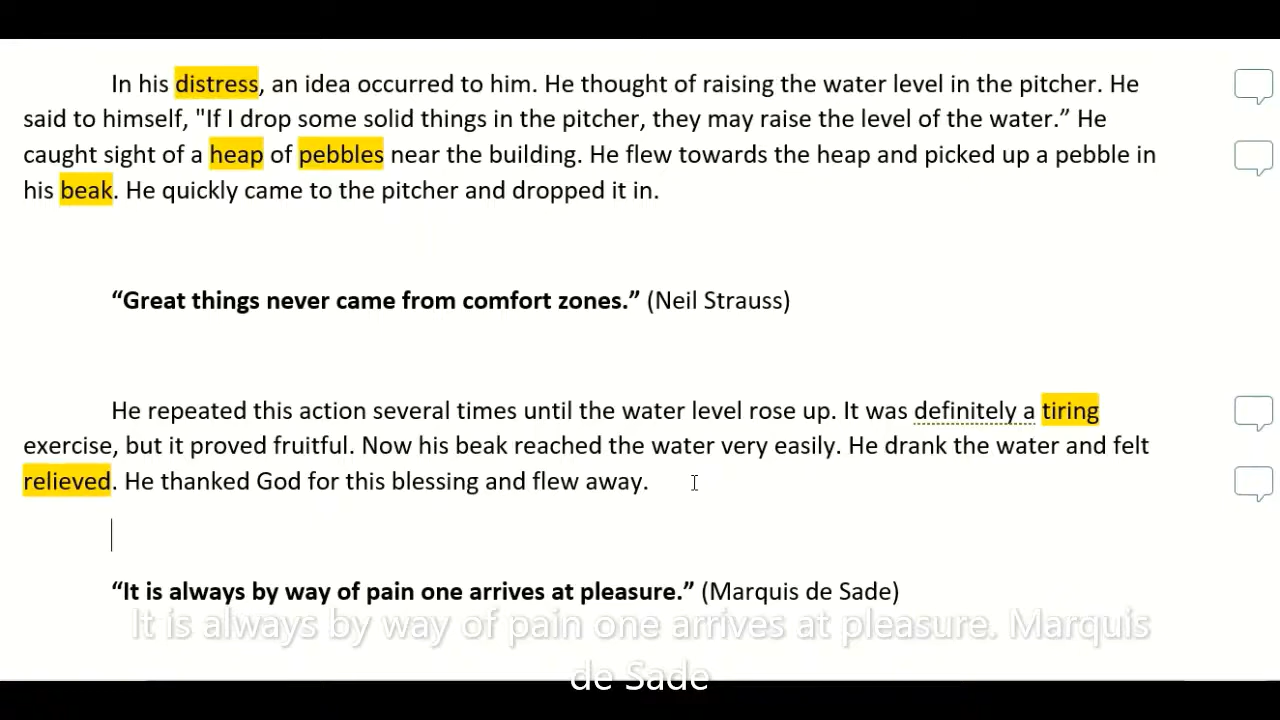 In his distress, an idea occurred to him. He thought of raising the water level in the pitcher. He
said to himself, "If I drop some solid things in the pitcher, they may raise the level of the water.” He
caught sight of a heap of pebbles near the building. He flew towards the heap and picked up a pebble in
his beak. He quickly came to the pitcher and dropped it in.
“Great things never came from comfort zones.” (Neil Strauss)
He repeated this action several times until the water level rose up. It was definitely a tiring
exercise, but it proved fruitful. Now his beak reached the water very easily. He drank the water and felt
relieved. He thanked God for this blessing and flew away.
“It is always by way of pain one arrives at pleasure.” (Marquis de Sade)
It is always by way of pain one arrives at pleasure. Marquis
de Sade